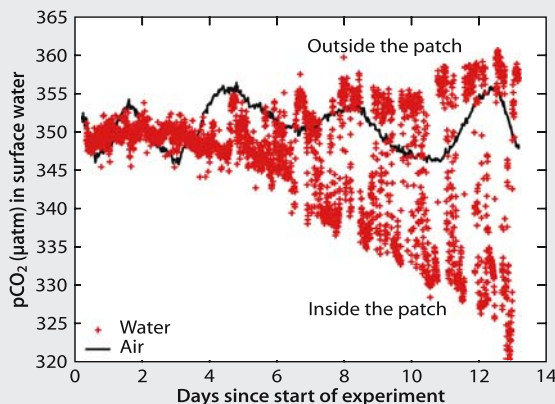 365
360
355
350
345
340
335
330
325
320
pCO₂ (µatm) in surface water
Outside the patch
Inside the patch
Water
Air
0 2 4 6 8 10 12 14
Days since start of experiment